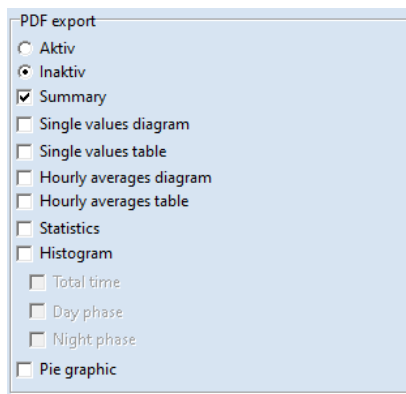 PDF export
Aktiv
Inaktiv
Summary
Single values diagram
Single values table
Hourly averages diagram
Hourly averages table
Statistics
Histogram
Total time
Day phase
Night phase
Pie graphic